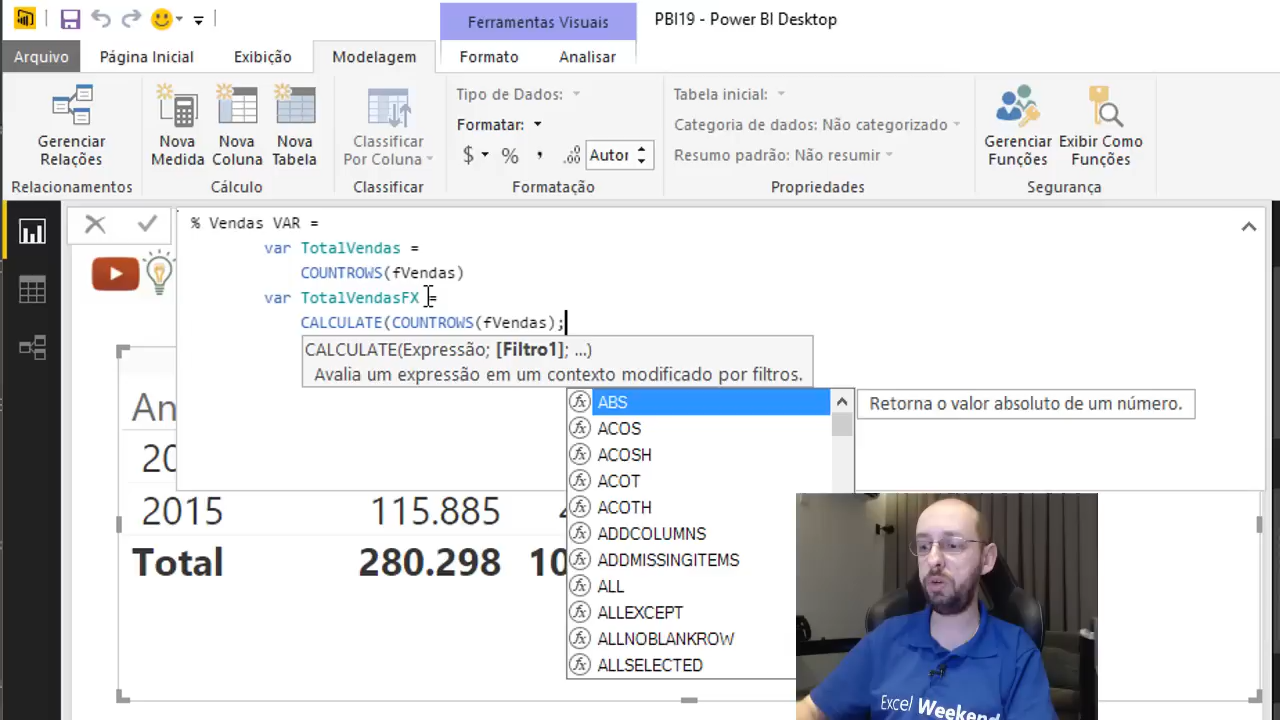 Ferramentas Visuais
PBI19 - Power BI Desktop
Arquivo
Página Inicial
Exibição
Modelagem
Formato
Analisar
Gerenciar
Relações
Relacionamentos
Nova
Medida
Nova
Coluna
Nova
Tabela
Cálculo
Classificar
Por Coluna
Classificar
Tipo de Dados:
Formatar:
$ % , Autor
Formatação
Tabela inicial:
Categoria de dados: Não categorizado
Resumo padrão: Não resumir
Propriedades
Gerenciar
Funções
Exibir Como
Funções
Segurança
% Vendas VAR =
var TotalVendas =
COUNTROWS(fVendas)
var TotalVendasFX =
CALCULATE(COUNTROWS(fVendas);
CALCULATE(Expressão; [Filtro1]; ...)
Avalia um expressão em um contexto modificado por filtros.
ABS
Retorna o valor absoluto de um número.
ACOS
ACOSH
ACOT
ACOTH
ADDCOLUMNS
ADDMISSINGITEMS
ALL
ALLEXCEPT
ALLNOBLANKROW
ALLSELECTED
An
20
2015 115.885 4
Total 280.298 10
Excel Weekend